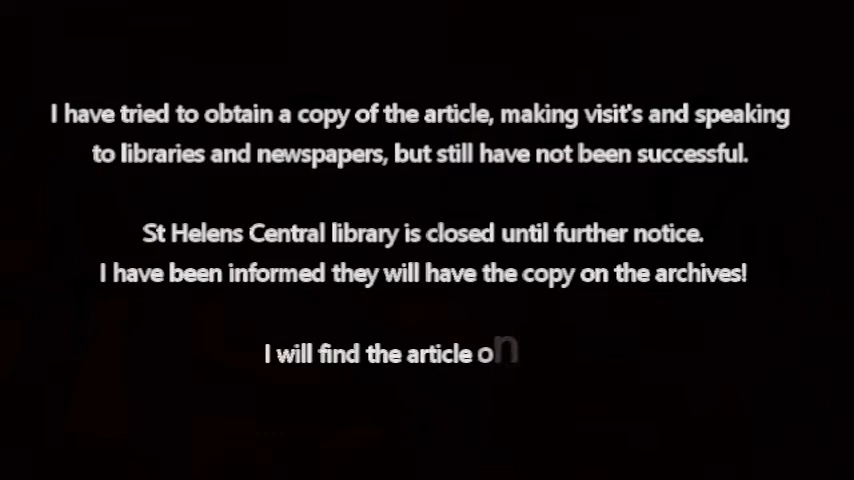 I have tried to obtain a copy of the article, making visit's and speaking
to libraries and newspapers, but still have not been successful.
St Helens Central library is closed until further notice.
I have been informed they will have the copy on the archives!
I will find the article on